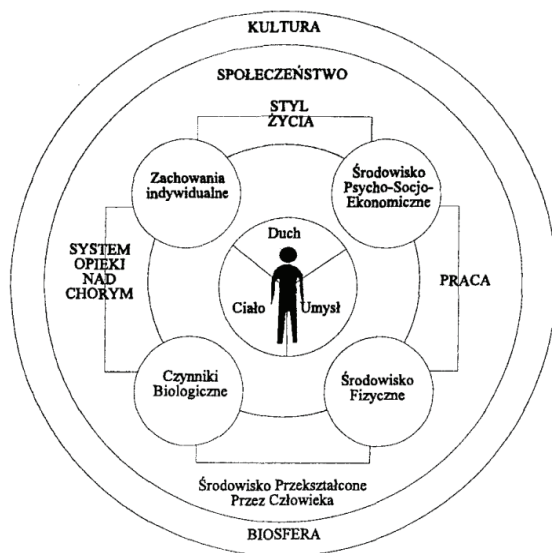 KULTURA
SPOŁECZEŃSTWO
STYL
ŻYCIA
Zachowania
indywidualne
Środowisko
Psycho-Socjo-
Ekonomiczne
Duch
Ciało
Umysł
SYSTEM
OPIEKI
NAD
CHORYM
PRACA
Czynniki
Biologiczne
Środowisko
Fizyczne
Środowisko Przekształcone
Przez Człowieka
BIOSFERA